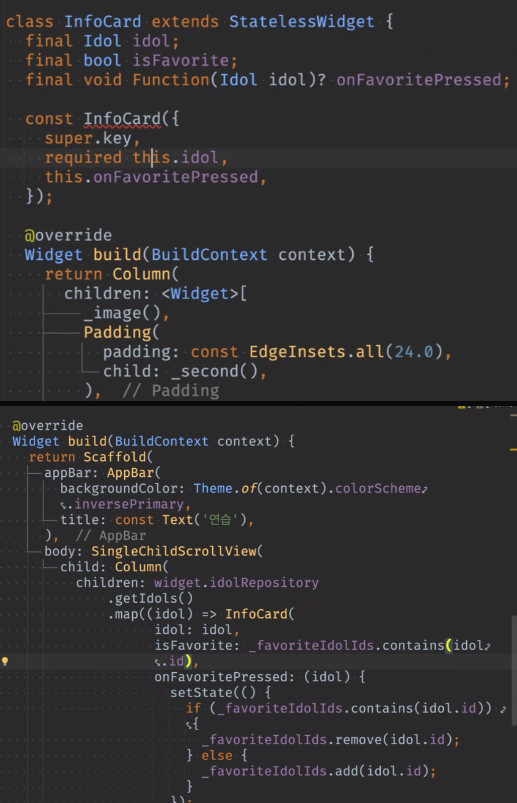 class InfoCard extends StatelessWidget {
final Idol idol;
final bool isFavorite;
final void Function(Idol idol)? onFavoritePressed;
const InfoCard({
super.key,
required this.idol,
this.onFavoritePressed,
});
@override
Widget build(BuildContext context) {
return Column(
children: <Widget>[
_image(),
Padding(
padding: const EdgeInsets.all(24.0),
child: _second(),
), // Padding
@override
Widget build(BuildContext context) {
return Scaffold(
appBar: AppBar(
backgroundColor: Theme.of(context).colorScheme
.inversePrimary,
title: const Text('연습'),
), // AppBar
body: SingleChildScrollView(
child: Column(
children: widget.idolRepository
.getIdols()
.map((idol) => InfoCard(
idol: idol,
isFavorite: _favoriteIdolIds.contains(idol
.id),
onFavoritePressed: (idol) {
setState(() {
if (_favoriteIdolIds.contains(idol.id))
{
_favoriteIdolIds.remove(idol.id);
} else {
_favoriteIdolIds.add(idol.id);
}
});